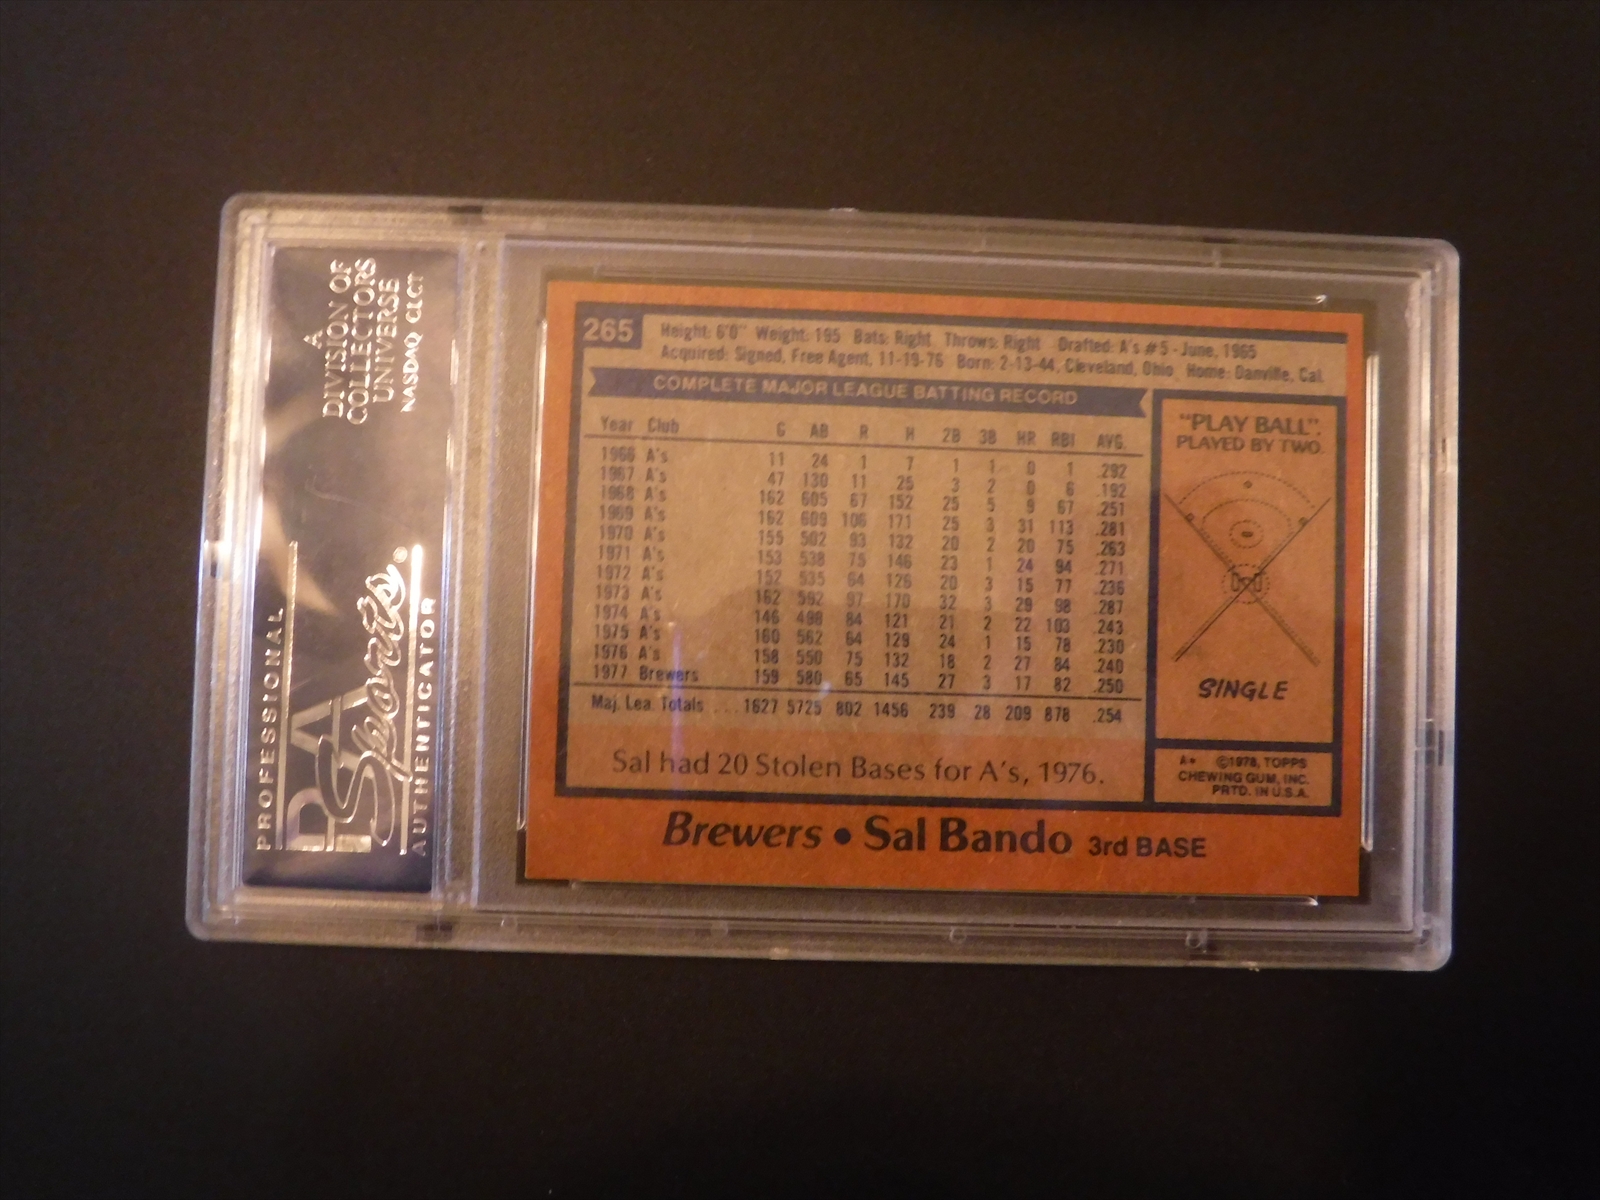 A
DIVISION OF
COLLECTORS
UNIVERSE
NASDAQ CLCT
PROFESSIONAL
PSA
Sports®
AUTHENTICATOR
265
Height: 6'0" Weight: 195 Bats: Right Throws: Right Drafted: A's #5 - June, 1965
Acquired: Signed, Free Agent, 11-19-76 Born: 2-13-44, Cleveland, Ohio Home: Danville, Cal.
COMPLETE MAJOR LEAGUE BATTING RECORD
Year Club G AB R H 2B 3B HR RBI AVG.
1966 A's 11 24 1 7 1 1 0 1 .292
1967 A's 47 130 11 25 3 2 0 6 .192
1968 A's 162 605 67 152 25 5 9 67 .251
1969 A's 162 609 106 171 25 3 31 113 .281
1970 A's 155 502 93 132 20 2 20 75 .263
1971 A's 153 538 75 146 23 1 24 94 .271
1972 A's 152 535 64 126 20 3 15 77 .236
1973 A's 162 592 97 170 32 3 29 98 .287
1974 A's 146 498 84 121 21 2 22 103 .243
1975 A's 160 562 64 129 24 1 15 78 .230
1976 A's 158 550 75 132 18 2 27 84 .240
1977 Brewers 159 580 65 145 27 3 17 82 .250
Maj. Lea. Totals ... 1627 5725 802 1456 239 28 209 878 .254
Sal had 20 Stolen Bases for A's, 1976.
"PLAY BALL".
PLAYED BY TWO.
SINGLE
A* ©1978, TOPPS
CHEWING GUM, INC.
PRTD. IN U.S.A.
Brewers • Sal Bando 3rd BASE